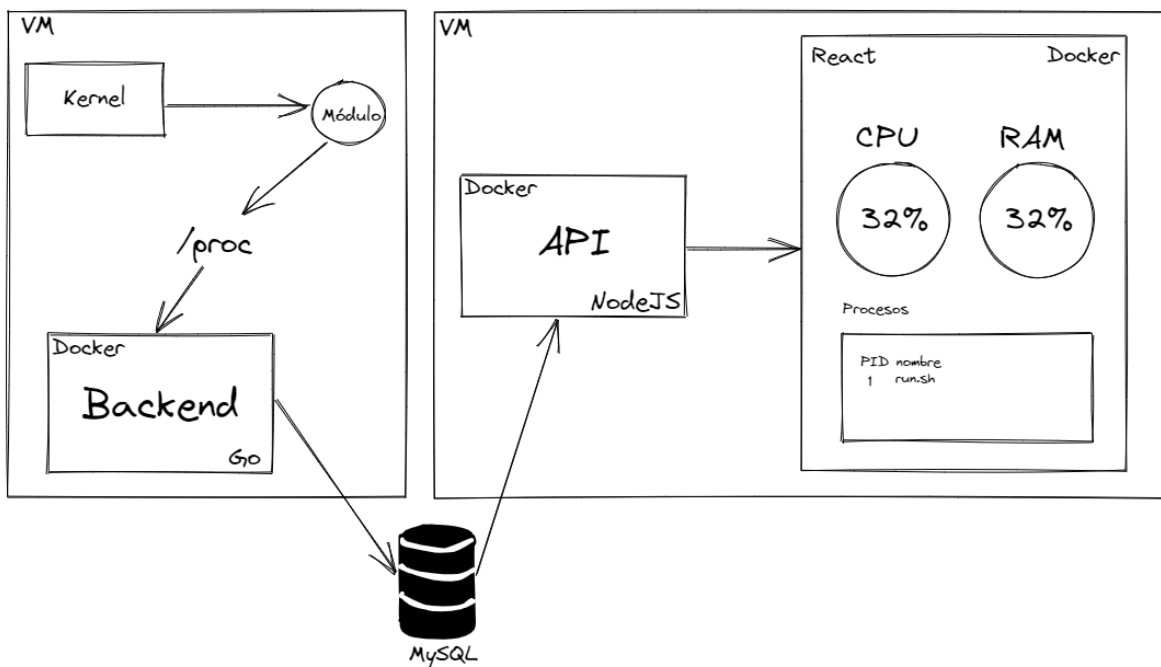 VM
Kernel
Módulo
/proc
Docker
Backend
Go
MySQL
VM
Docker
API
NodeJS
React Docker
CPU RAM
32% 32%
Procesos
PID nombre
1 run.sh